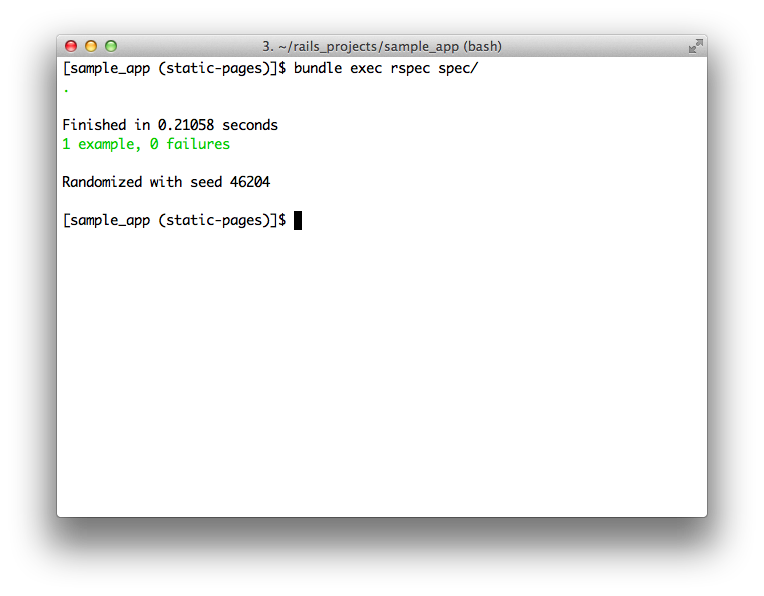 3. ~/rails_projects/sample_app (bash)
[sample_app (static-pages)]$ bundle exec rspec spec/
.
Finished in 0.21058 seconds
1 example, 0 failures
Randomized with seed 46204
[sample_app (static-pages)]$